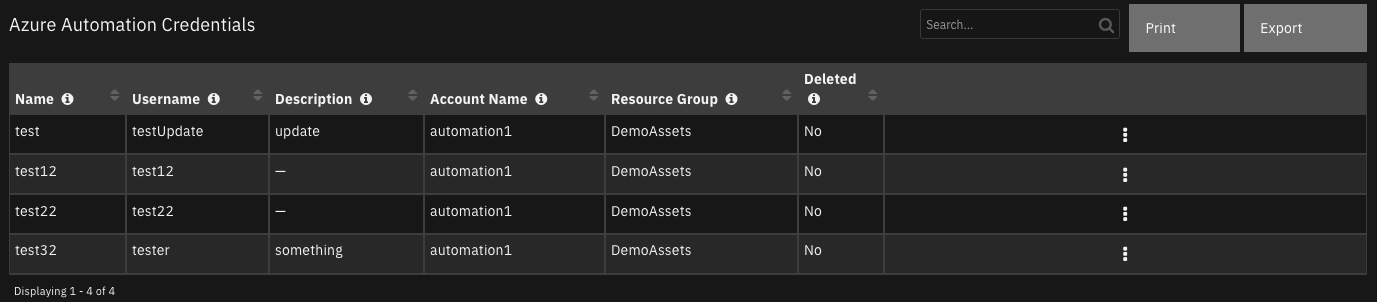 Azure Automation Credentials
Search...
Print
Export
Name Username Description Account Name Resource Group Deleted
test testUpdate update automation1 DemoAssets No
test12 test12 — automation1 DemoAssets No
test22 test22 — automation1 DemoAssets No
test32 tester something automation1 DemoAssets No
Displaying 1 - 4 of 4